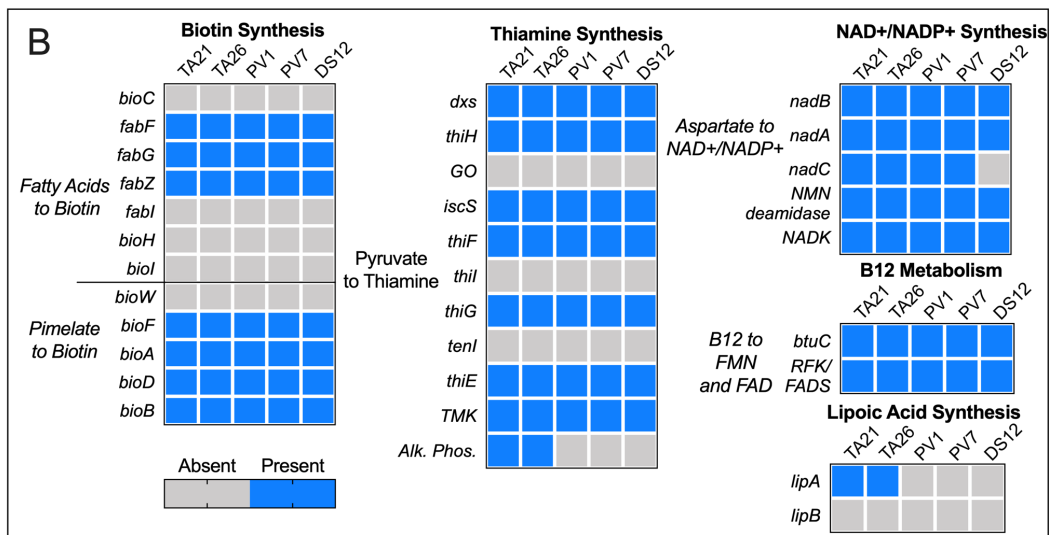 B
Biotin Synthesis
TA21 TA26 PV1 PV7 DS12
bioC
fabF
fabG
fabZ
fabI
bioH
bioI
bioW
bioF
bioA
bioD
bioB
Fatty Acids
to Biotin
Pimelate
to Biotin
Absent Present
Thiamine Synthesis
TA21 TA26 PV1 PV7 DS12
Pyruvate
to Thiamine
dxs
thiH
GO
iscS
thiF
thiI
thiG
tenI
thiE
TMK
Alk. Phos.
NAD+/NADP+ Synthesis
TA21 TA26 PV1 PV7 DS12
Aspartate to
NAD+/NADP+
nadB
nadA
nadC
NMN
deamidase
NADK
B12 Metabolism
TA21 TA26 PV1 PV7 DS12
B12 to
FMN
and FAD
btuC
RFK/
FADS
Lipoic Acid Synthesis
TA21 TA26 PV1 PV7 DS12
lipA
lipB